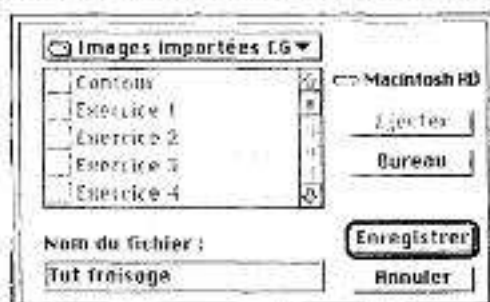 Images importées CG
Contour
Exercice 1
Exercice 2
Exercice 3
Exercice 4
Macintosh HD
Ejecter
Bureau
Nom du fichier :
Tut fraisage
Enregistrer
Annuler